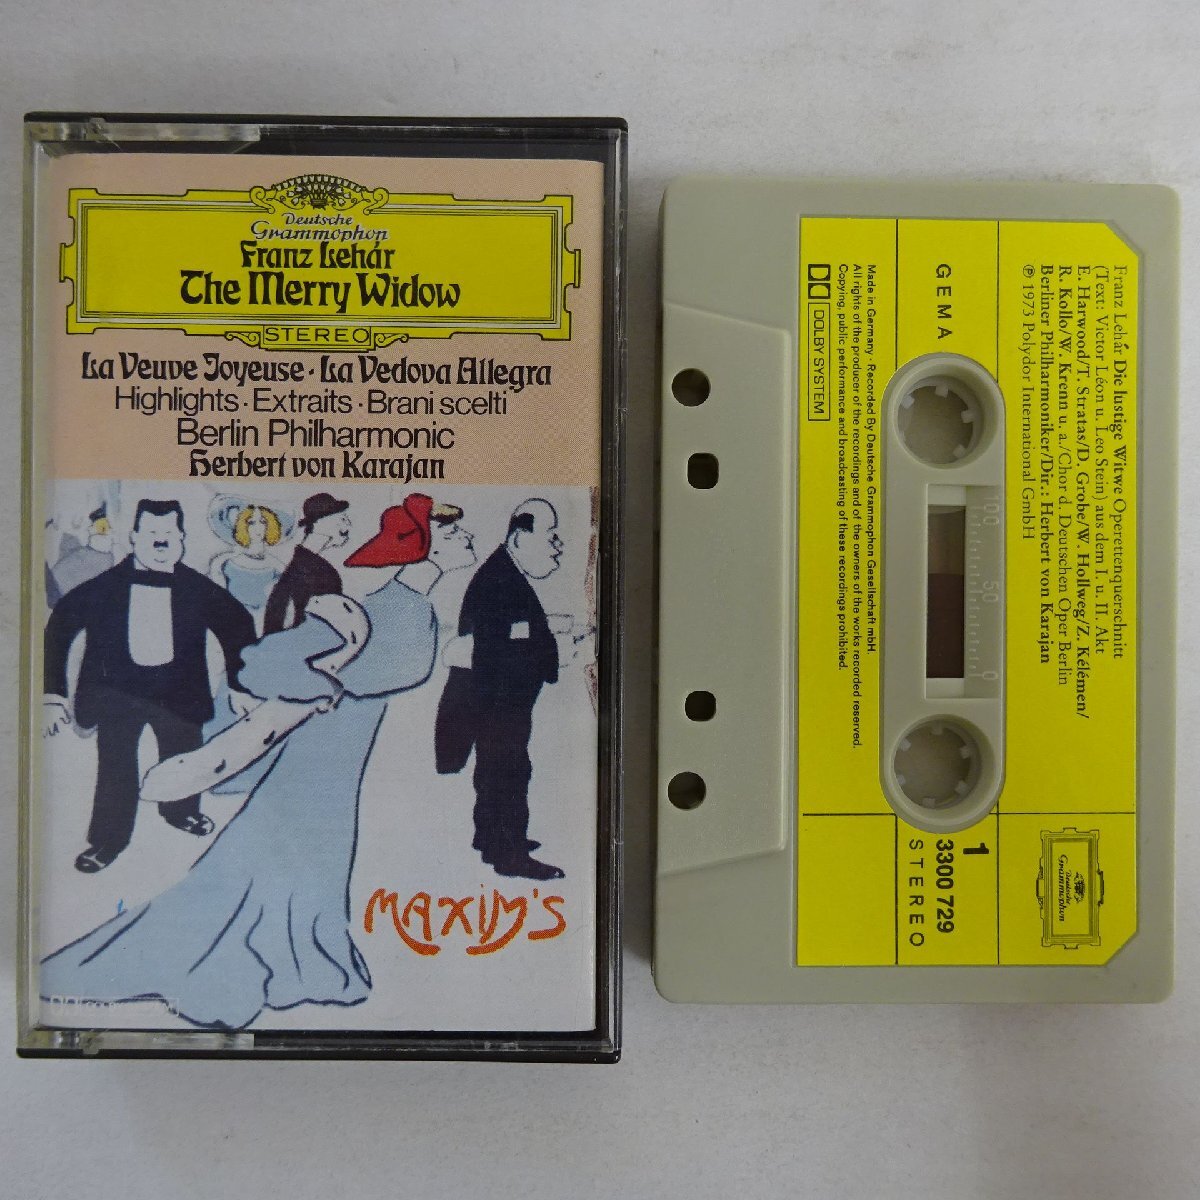 Deutsche
Grammophon
Franz Lehár
The Merry Widow
STEREO
La Veuve Joyeuse · La Vedova Allegra
Highlights · Extraits · Brani scelti
Berlin Philharmonic
Herbert von Karajan
MAXIM'S
Franz Lehár Die lustige Witwe Operettenquerschnitt
(Text: Victor Léon u. Leo Stein) aus dem I. u. II. Akt
E. Harwood/T. Stratas/D. Grobe/W. Hollweg/Z. Kélémen/
R. Kollo/W. Krenn u. a./Chor d. Deutschen Oper Berlin
Berliner Philharmoniker/Dir.: Herbert von Karajan
℗ 1973 Polydor International GmbH
Deutsche
Grammophon
GEMA
100 50 0
1
3300 729
STEREO
Made in Germany · Recorded By Deutsche Grammophon Gesellschaft mbH.
All rights of the producer of the recordings and of the owners of the works recorded reserved.
Copying, public performance and broadcasting of these recordings prohibited.
DOLBY SYSTEM